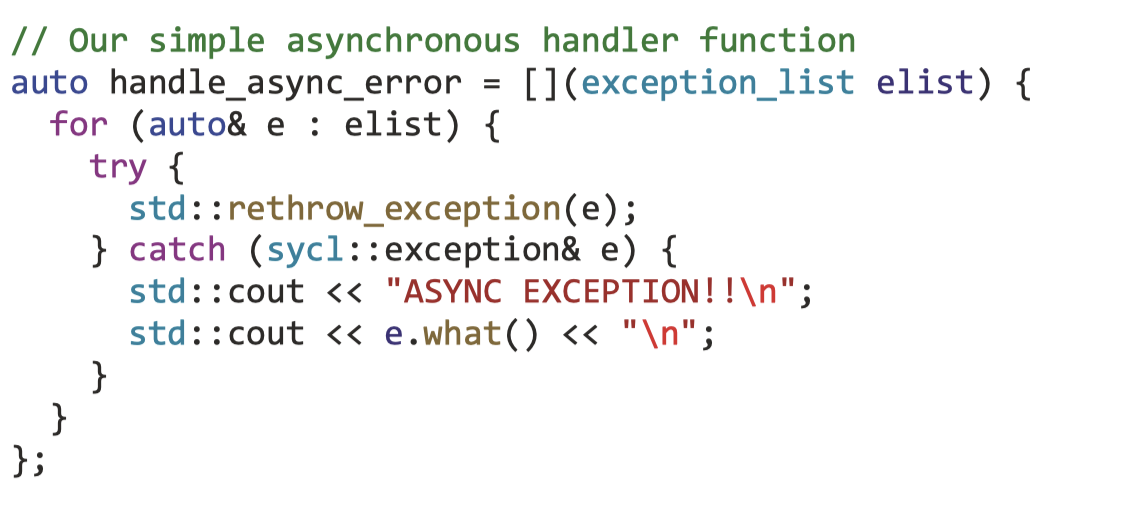 // Our simple asynchronous handler function
auto handle_async_error = [](exception_list elist) {
  for (auto& e : elist) {
    try {
      std::rethrow_exception(e);
    } catch (sycl::exception& e) {
      std::cout << "ASYNC EXCEPTION!!\n";
      std::cout << e.what() << "\n";
    }
  }
};